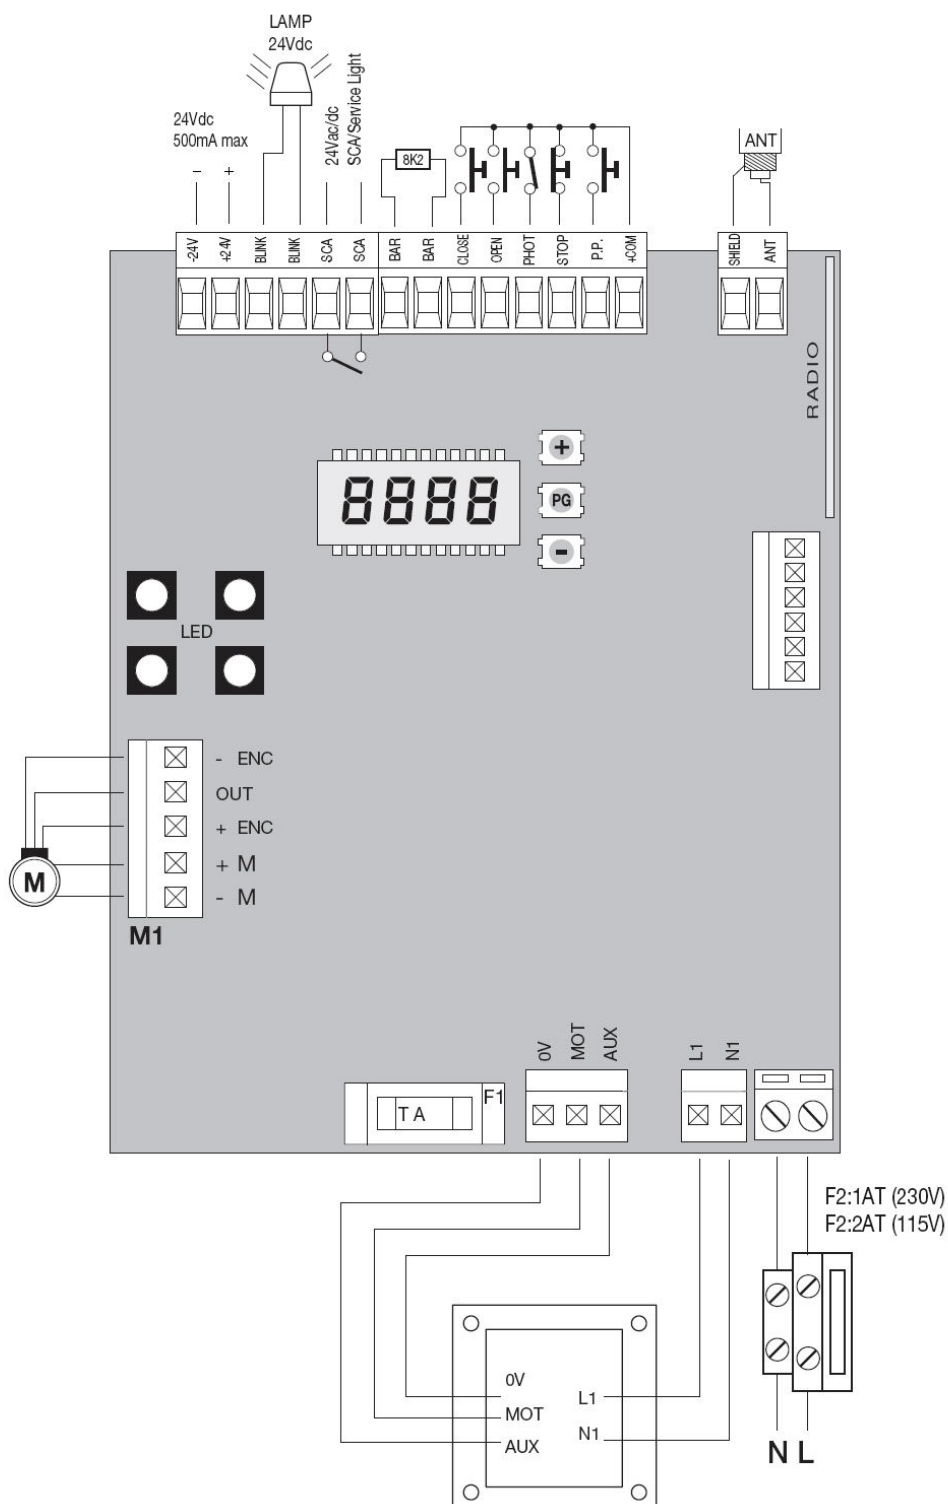 LAMP
24Vdc
24Vdc
500mA max
- +
24Vac/dc
SCA/Service Light
8K2
ANT
-24V
+24V
BLINK
BLINK
SCA
SCA
BAR
BAR
CLOSE
OPEN
PHOT
STOP
P.P.
+COM
SHIELD
ANT
RADIO
+
8888
PG
-
LED
- ENC
OUT
+ ENC
+ M
- M
M
M1
0V
MOT
AUX
L1
N1
T A
F1
F2:1AT (230V)
F2:2AT (115V)
0V
MOT
AUX
L1
N1
N L